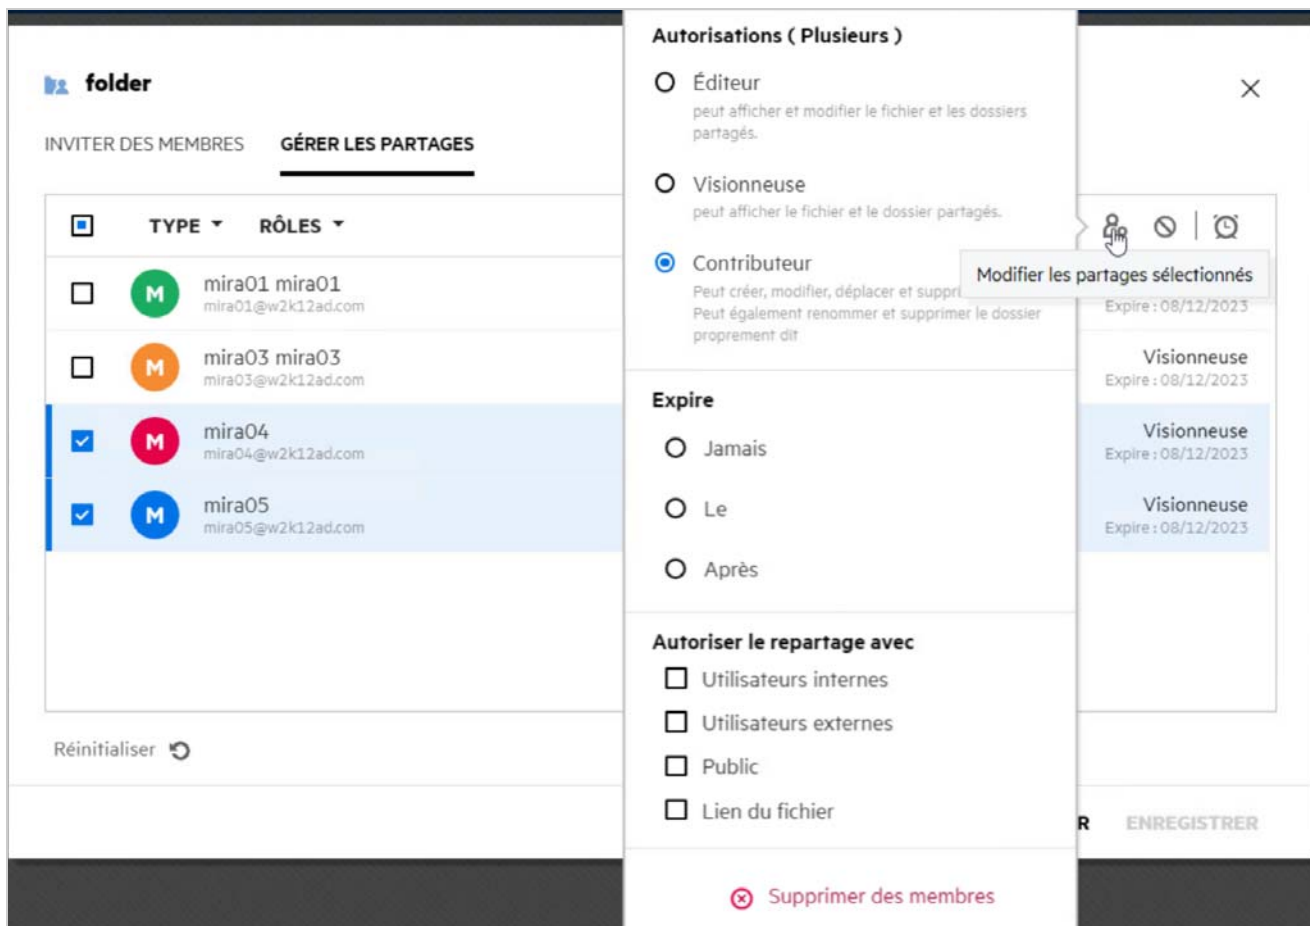 folder
INVITER DES MEMBRES GÉRER LES PARTAGES
TYPE RÔLES
M
mira01 mira01
mira01@w2k12ad.com
M
mira03 mira03
mira03@w2k12ad.com
M
mira04
mira04@w2k12ad.com
M
mira05
mira05@w2k12ad.com
Réinitialiser
Autorisations ( Plusieurs )
Éditeur
peut afficher et modifier le fichier et les dossiers
partagés.
Visionneuse
peut afficher le fichier et le dossier partagés.
Contributeur
Peut créer, modifier, déplacer et suppri
Peut également renommer et supprimer le dossier
proprement dit
Expire
Jamais
Le
Après
Autoriser le repartage avec
Utilisateurs internes
Utilisateurs externes
Public
Lien du fichier
Supprimer des membres
Modifier les partages sélectionnés
Expire : 08/12/2023
Visionneuse
Expire : 08/12/2023
Visionneuse
Expire : 08/12/2023
Visionneuse
Expire : 08/12/2023
R ENREGISTRER